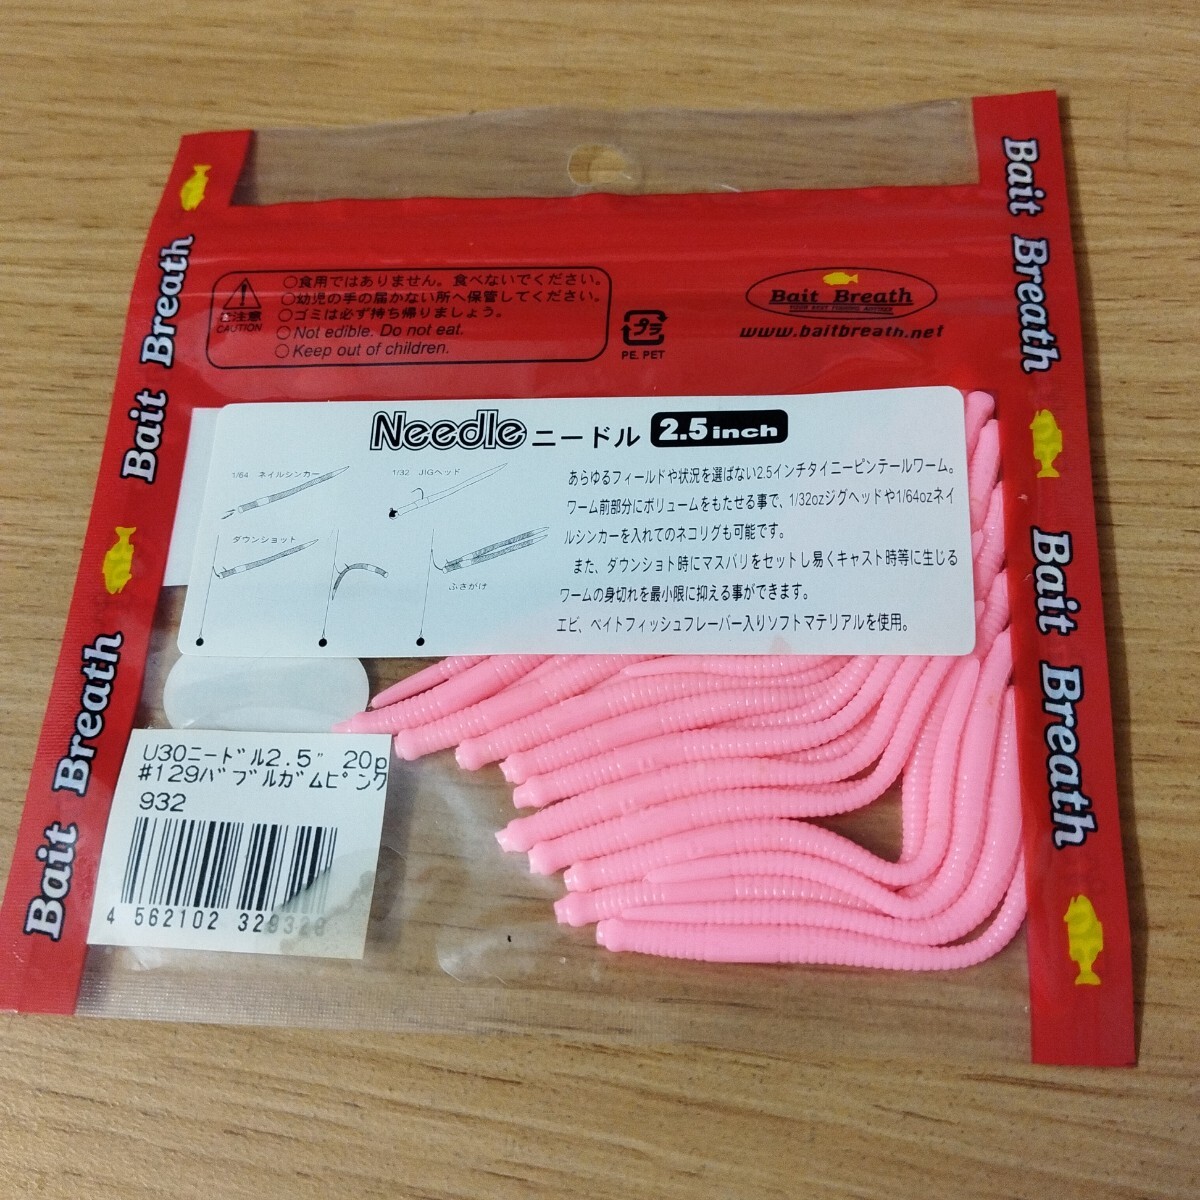 ○食用ではありません。食べないでください。
○幼児の手の届かない所へ保管してください。
○ゴミは必ず持ち帰りましょう。
○Not edible. Do not eat.
○Keep out of children.
ご注意
CAUTION
プラ
PE. PET
Bait Breath
www.baitbreath.net
Needle ニードル 2.5inch
1/64 ネイルシンカー
1/32 JIGヘッド
ダウンショット
ふさがけ
あらゆるフィールドや状況を選ばない2.5インチタイニーピンテールワーム。
ワーム前部分にボリュームをもたせる事で、1/32ozジグヘッドや1/64ozネイ
ルシンカーを入れてのネコリグも可能です。
また、ダウンショト時にマスバリをセットし易くキャスト時等に生じる
ワームの身切れを最小限に抑える事ができます。
エビ、ベイトフィッシュフレーバー入りソフトマテリアルを使用。
U30ニードル2.5″ 20p
#129バブルガムピンク
932
4 562102 329328
Bait Breath
Bait Breath
Bait Breath
Bait Breath